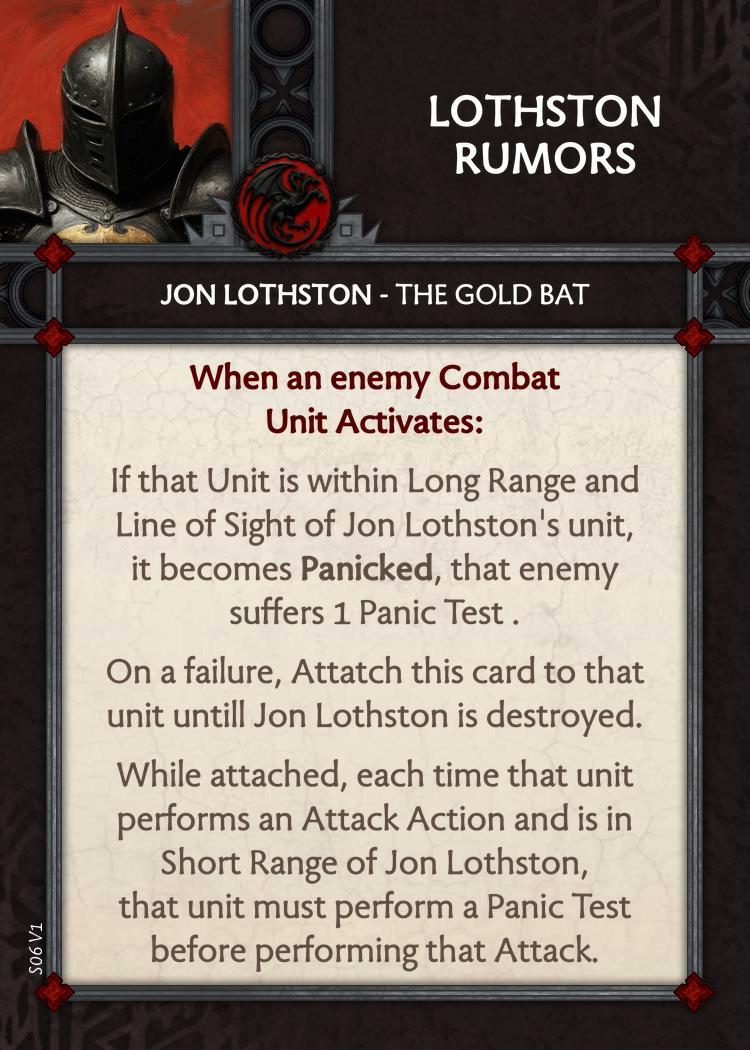 LOTHSTON
RUMORS
JON LOTHSTON - THE GOLD BAT
When an enemy Combat
Unit Activates:
If that Unit is within Long Range and
Line of Sight of Jon Lothston's unit,
it becomes Panicked, that enemy
suffers 1 Panic Test .
On a failure, Attatch this card to that
unit untill Jon Lothston is destroyed.
While attached, each time that unit
performs an Attack Action and is in
Short Range of Jon Lothston,
that unit must perform a Panic Test
before performing that Attack.
S06 V1